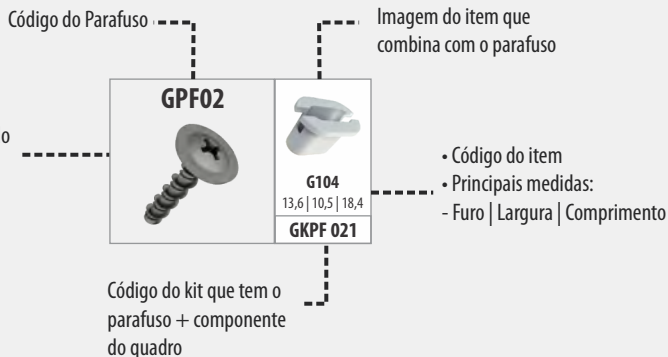 Código do Parafuso
Imagem do item que
combina com o parafuso
GPF02
o
G104
13,6 | 10,5 | 18,4
GKPF 021
• Código do item
• Principais medidas:
- Furo | Largura | Comprimento
Código do kit que tem o
parafuso + componente
do quadro